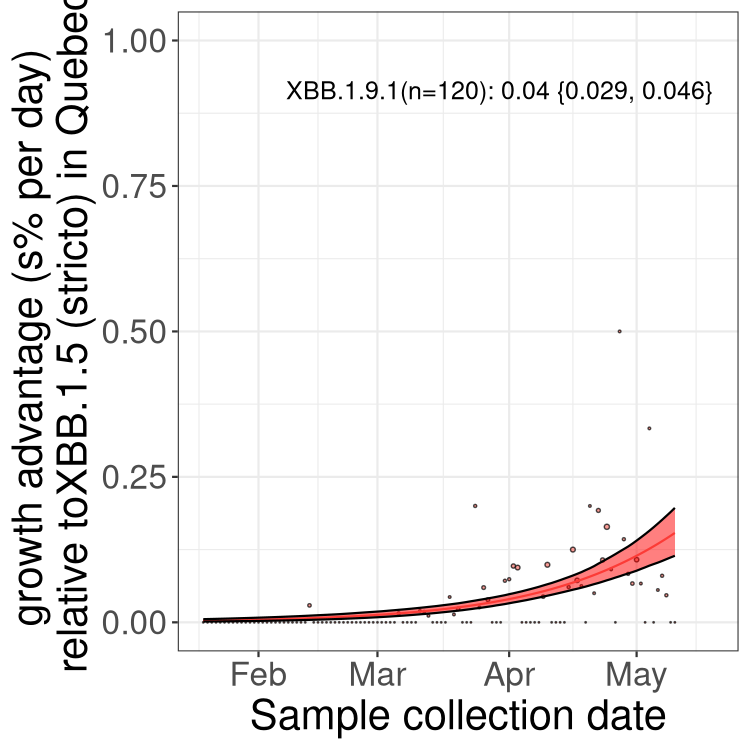 growth advantage (s% per day)
relative toXBB.1.5 (stricto) in Quebec
1.00
0.75
0.50
0.25
0.00
XBB.1.9.1(n=120): 0.04 {0.029, 0.046}
Feb
Mar
Apr
May
Sample collection date